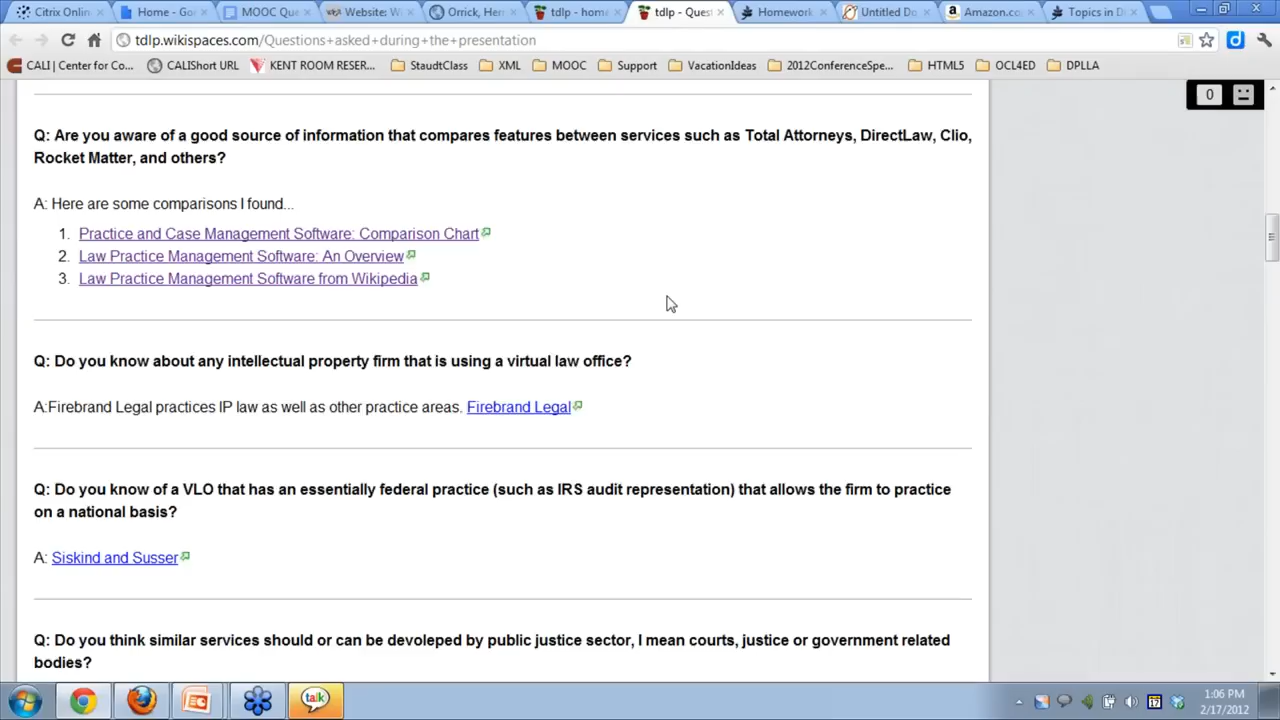 Citrix Online
Home - Goo
MOOC Que
Website: Wi
Orrick, Herr
tdlp - home
tdlp - Quest
Homework
Untitled Do
Amazon.co
Topics in D
tdlp.wikispaces.com/Questions+asked+during+the+presentation
CALI | Center for Co...
CALIShort URL
KENT ROOM RESER...
StaudtClass
XML
MOOC
Support
VacationIdeas
2012ConferenceSpe...
HTML5
OCL4ED
DPLLA
0
Q: Are you aware of a good source of information that compares features between services such as Total Attorneys, DirectLaw, Clio,
Rocket Matter, and others?
A: Here are some comparisons I found...
1. Practice and Case Management Software: Comparison Chart
2. Law Practice Management Software: An Overview
3. Law Practice Management Software from Wikipedia
Q: Do you know about any intellectual property firm that is using a virtual law office?
A:Firebrand Legal practices IP law as well as other practice areas. Firebrand Legal
Q: Do you know of a VLO that has an essentially federal practice (such as IRS audit representation) that allows the firm to practice
on a national basis?
A: Siskind and Susser
Q: Do you think similar services should or can be devoleped by public justice sector, I mean courts, justice or government related
bodies?
talk
17
1:06 PM
2/17/2012